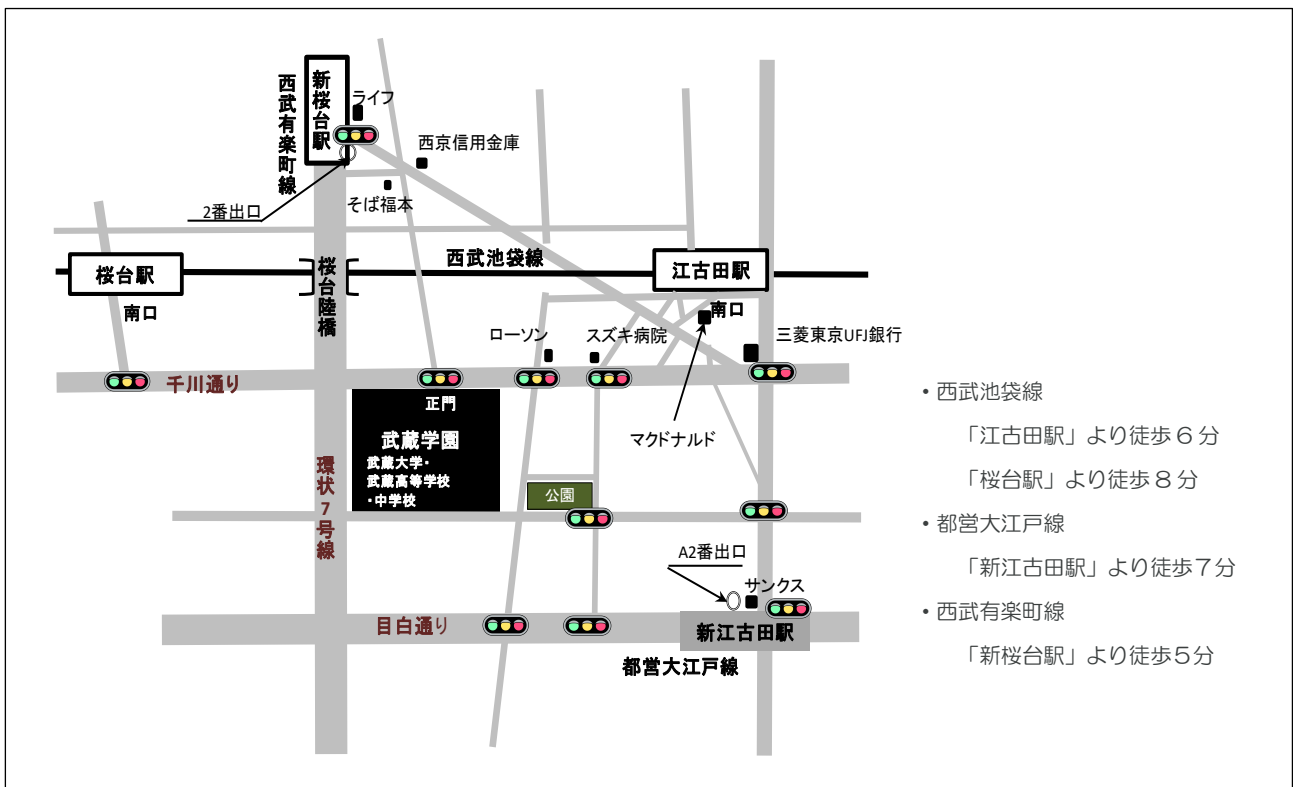 新桜台駅
西武有楽町線
ライフ
西京信用金庫
2番出口
そば福本
桜台駅
南口
桜台陸橋
西武池袋線
江古田駅
南口
ローソン
スズキ病院
三菱東京UFJ銀行
千川通り
正門
武蔵学園
武蔵大学・
武蔵高等学校
・中学校
マクドナルド
環状7号線
公園
A2番出口
サンクス
目白通り
新江古田駅
都営大江戸線
・西武池袋線
「江古田駅」より徒歩６分
「桜台駅」より徒歩８分
・都営大江戸線
「新江古田駅」より徒歩７分
・西武有楽町線
「新桜台駅」より徒歩５分